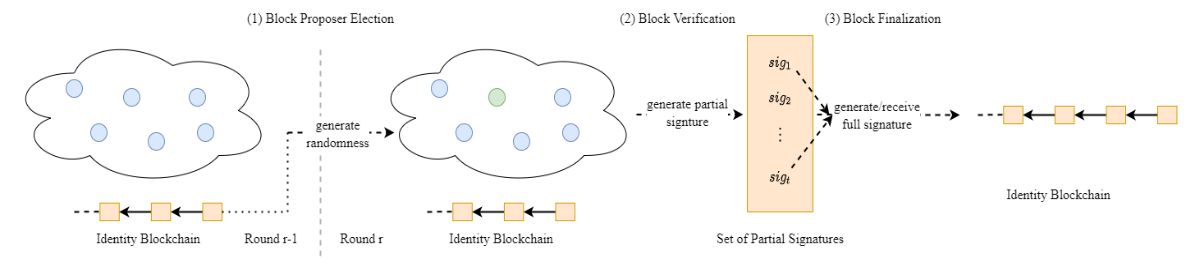 (1) Block Proposer Election
(2) Block Verification
(3) Block Finalization
generate
randomness
generate partial
signture
sig1
sig2
⋮
sigt
generate/receive
full signature
Identity Blockchain
Identity Blockchain
Round r-1
Round r
Identity Blockchain
Set of Partial Signatures